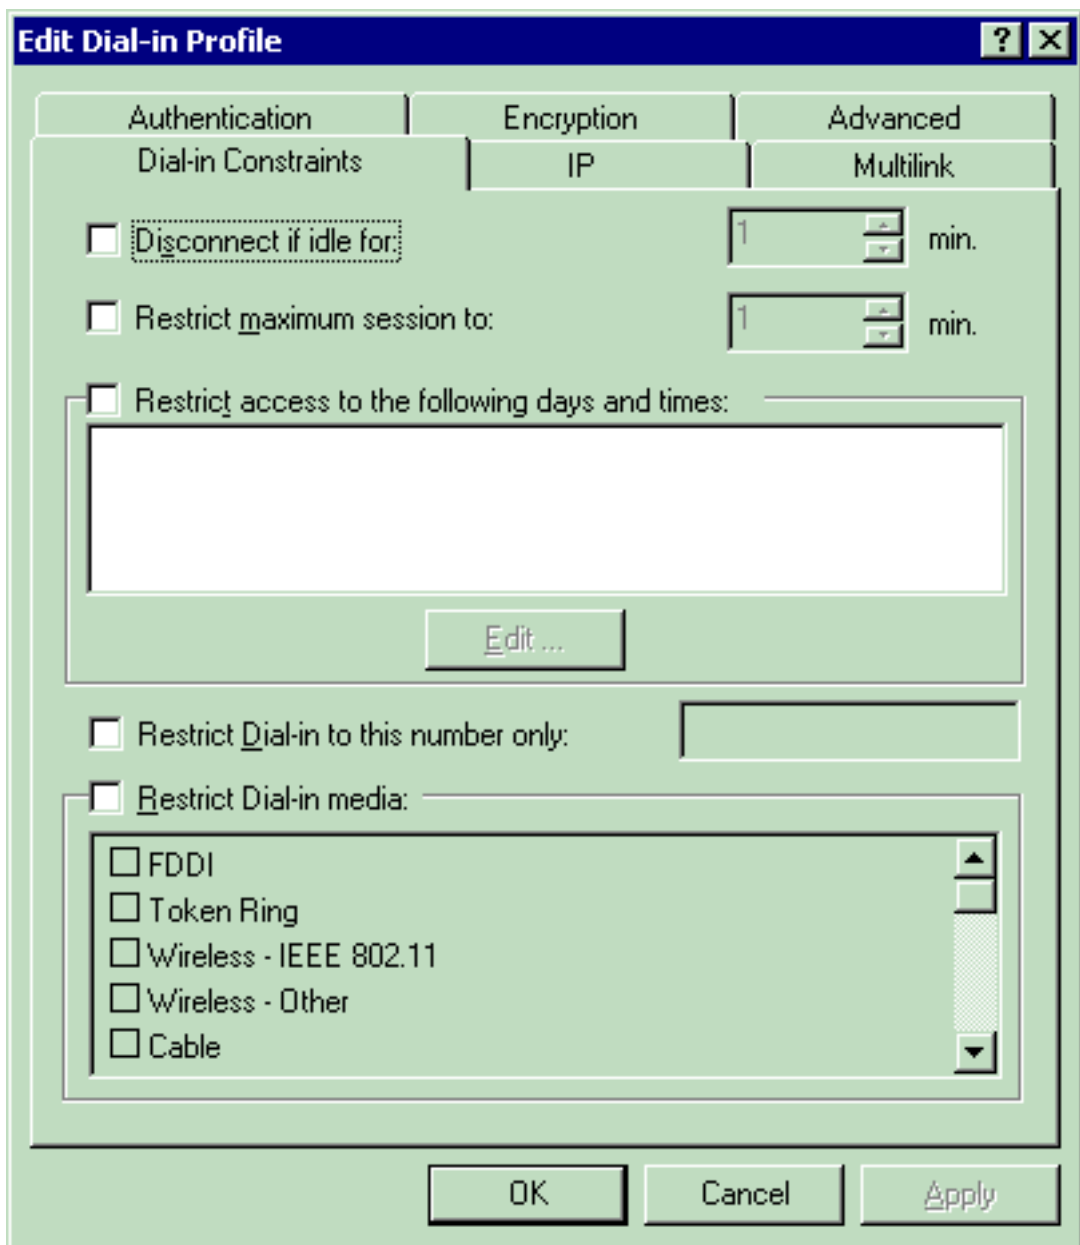 Edit Dial-in Profile
Authentication Encryption Advanced
Dial-in Constraints IP Multilink
Disconnect if idle for: 1 min.
Restrict maximum session to: 1 min.
Restrict access to the following days and times:
Edit ...
Restrict Dial-in to this number only:
Restrict Dial-in media:
FDDI
Token Ring
Wireless - IEEE 802.11
Wireless - Other
Cable
OK Cancel Apply